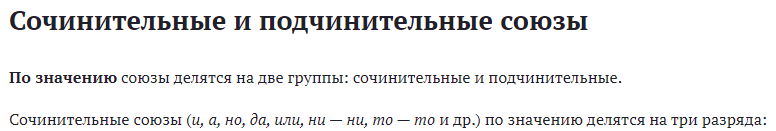 Сочинительные и подчинительные союзы
По значению союзы делятся на две группы: сочинительные и подчинительные.
Сочинительные союзы (и, а, но, да, или, ни — ни, то — то и др.) по значению делятся на три разряда: